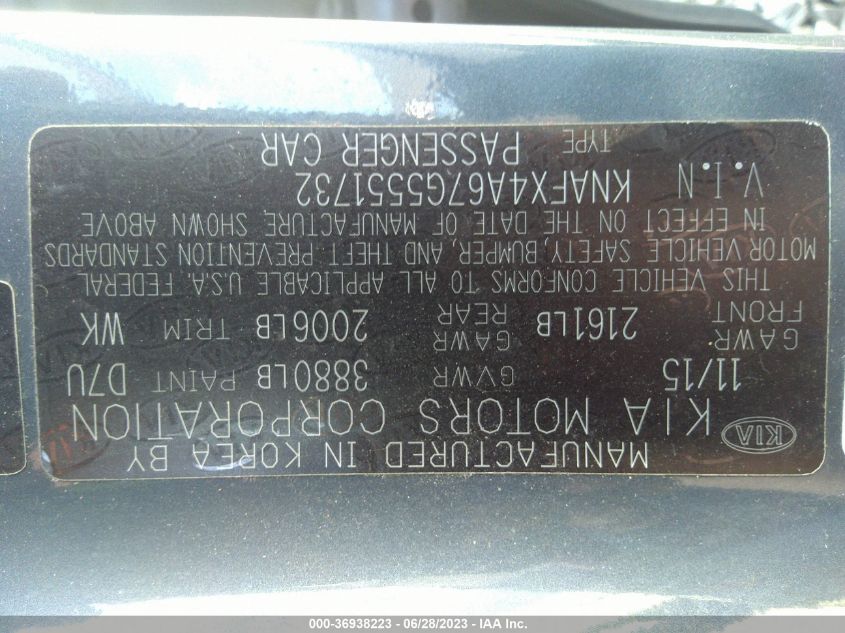 MANUFACTURED IN KOREA BY
KIA KIA MOTORS CORPORATION
11/15 GVWR 3880LB PAINT D7U
GAWR FRONT 2161LB GAWR REAR 2006LB TRIM WK
THIS VEHICLE CONFORMS TO ALL APPLICABLE U.S.A. FEDERAL
MOTOR VEHICLE SAFETY, BUMPER, AND THEFT PREVENTION STANDARDS
IN EFFECT ON THE DATE OF MANUFACTURE, SHOWN ABOVE
V.I.N KNAFX4A67G5551732
TYPE PASSENGER CAR
000-36938223 - 06/28/2023 - IAA Inc.